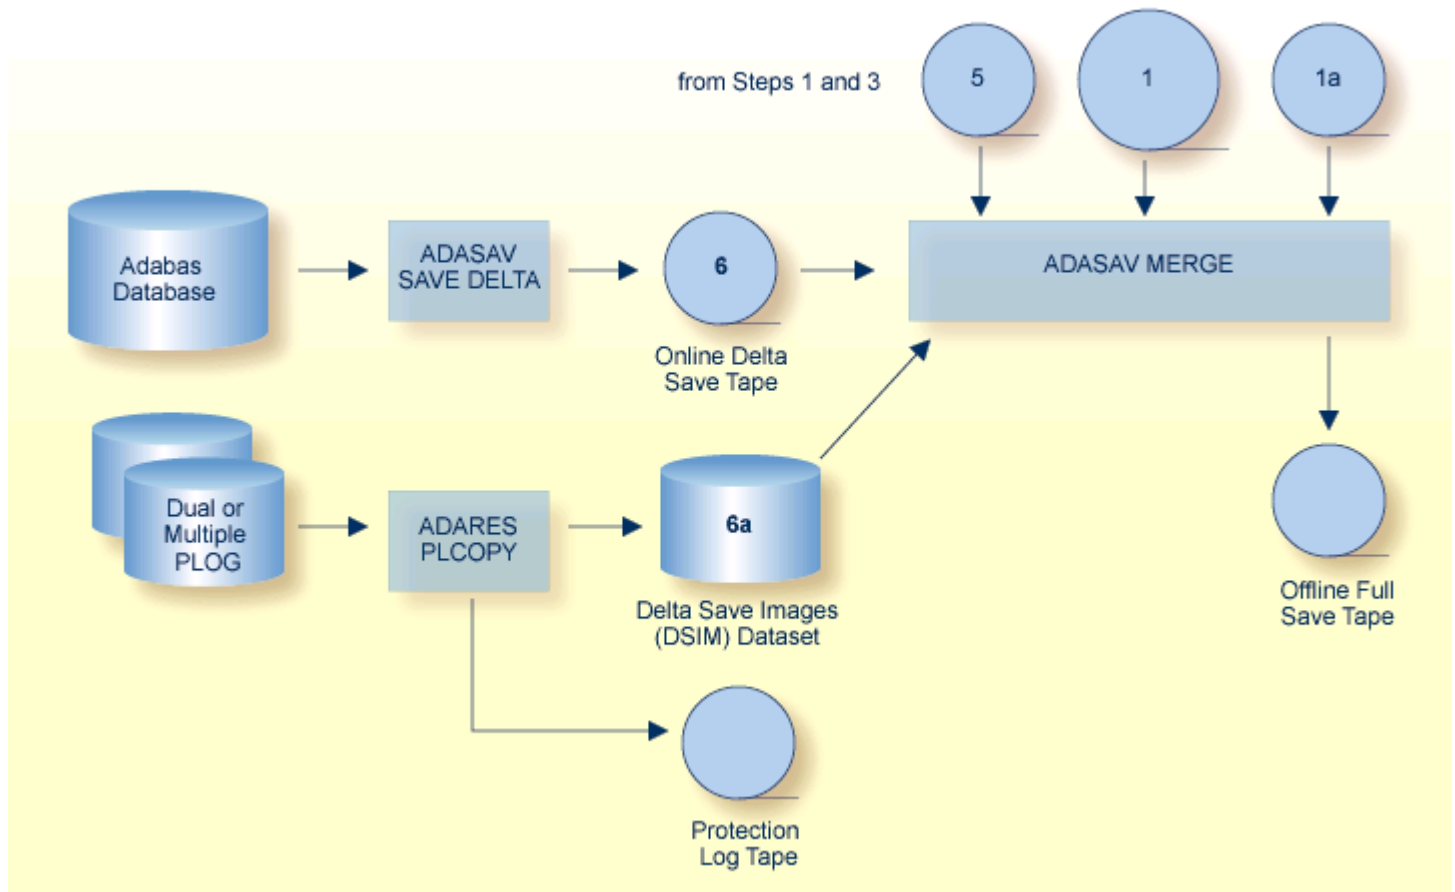 from Steps 1 and 3
5
1
1a
Adabas
Database
ADASAV
SAVE DELTA
6
ADASAV MERGE
Online Delta
Save Tape
Dual or
Multiple
PLOG
ADARES
PLCOPY
6a
Delta Save Images
(DSIM) Dataset
Offline Full
Save Tape
Protection
Log Tape